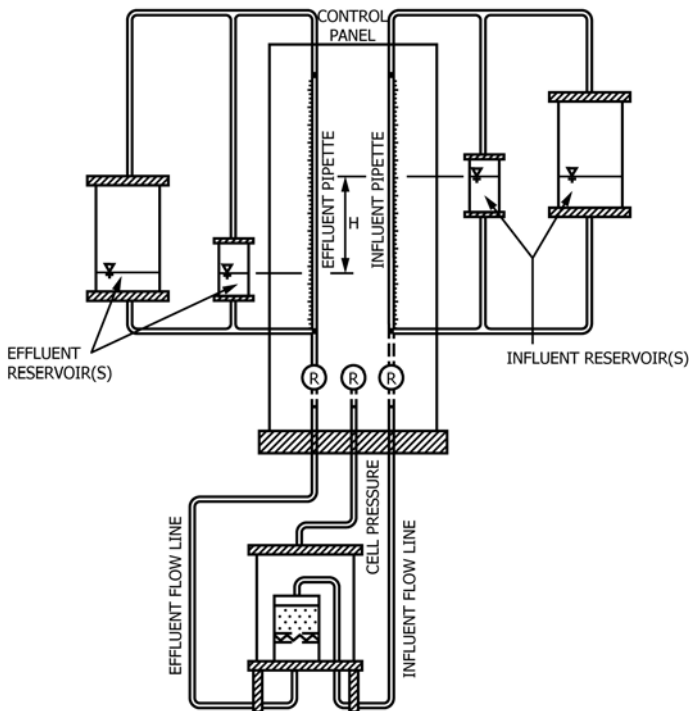 CONTROL
PANEL
EFFLUENT PIPETTE
H
INFLUENT PIPETTE
EFFLUENT
RESERVOIR(S)
INFLUENT RESERVOIR(S)
R
R
R
EFFLUENT FLOW LINE
CELL PRESSURE
INFLUENT FLOW LINE